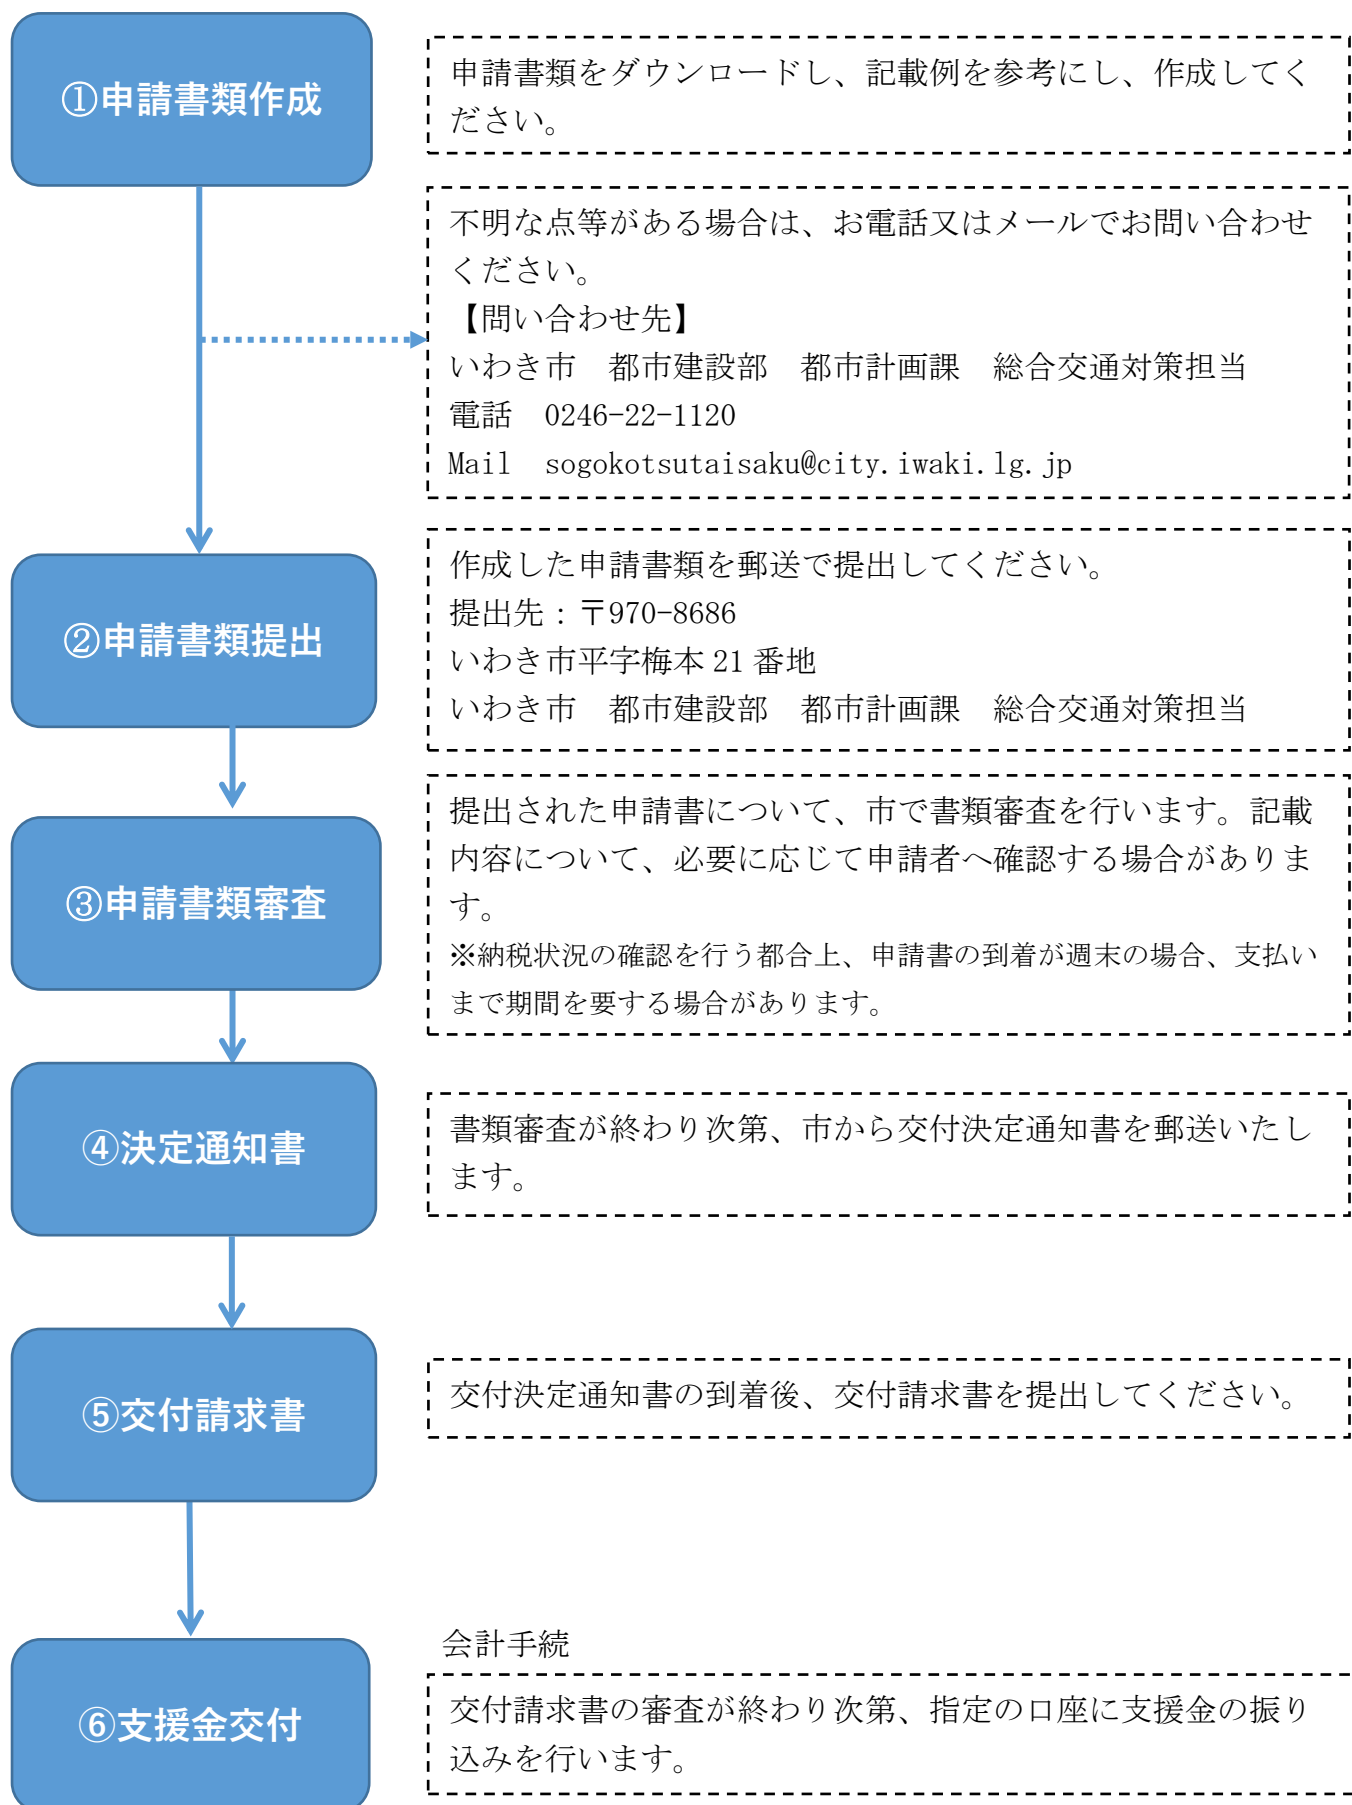 ①申請書類作成
申請書類をダウンロードし、記載例を参考にし、作成してく
ださい。
不明な点等がある場合は、お電話又はメールでお問い合わせ
ください。
【問い合わせ先】
いわき市　都市建設部　都市計画課　総合交通対策担当
電話　0246-22-1120
Mail　sogokotsutaisaku@city.iwaki.lg.jp
②申請書類提出
作成した申請書類を郵送で提出してください。
提出先：〒970-8686
いわき市平字梅本 21 番地
いわき市　都市建設部　都市計画課　総合交通対策担当
③申請書類審査
提出された申請書について、市で書類審査を行います。記載
内容について、必要に応じて申請者へ確認する場合がありま
す。
※納税状況の確認を行う都合上、申請書の到着が週末の場合、支払い
まで期間を要する場合があります。
④決定通知書
書類審査が終わり次第、市から交付決定通知書を郵送いたし
ます。
⑤交付請求書
交付決定通知書の到着後、交付請求書を提出してください。
⑥支援金交付
会計手続
交付請求書の審査が終わり次第、指定の口座に支援金の振り
込みを行います。